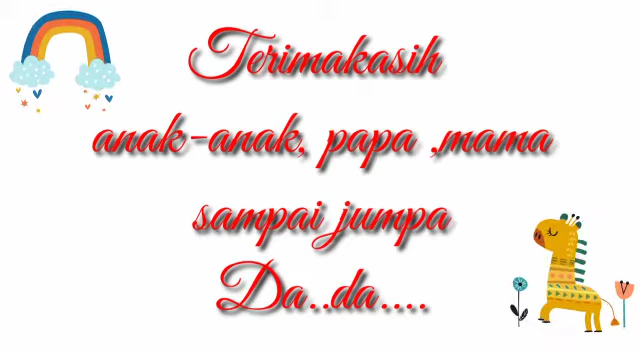 Terimakasih
anak-anak, papa ,mama
sampai jumpa
Da..da....